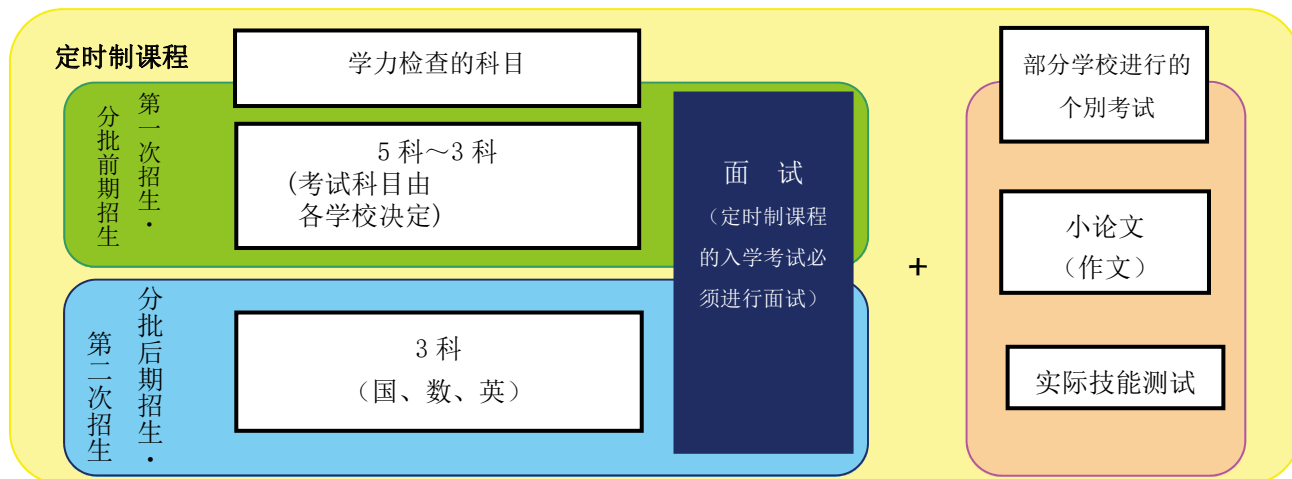 定时制课程
学力检查的科目
第一次招生・
分批前期招生
5 科～3 科
(考试科目由
各学校决定)
分批后期招生・
第二次招生
3 科
（国、数、英）
面　试
（定时制课程
的入学考试必
须进行面试）
+
部分学校进行的
个别考试
小论文
（作文）
实际技能测试